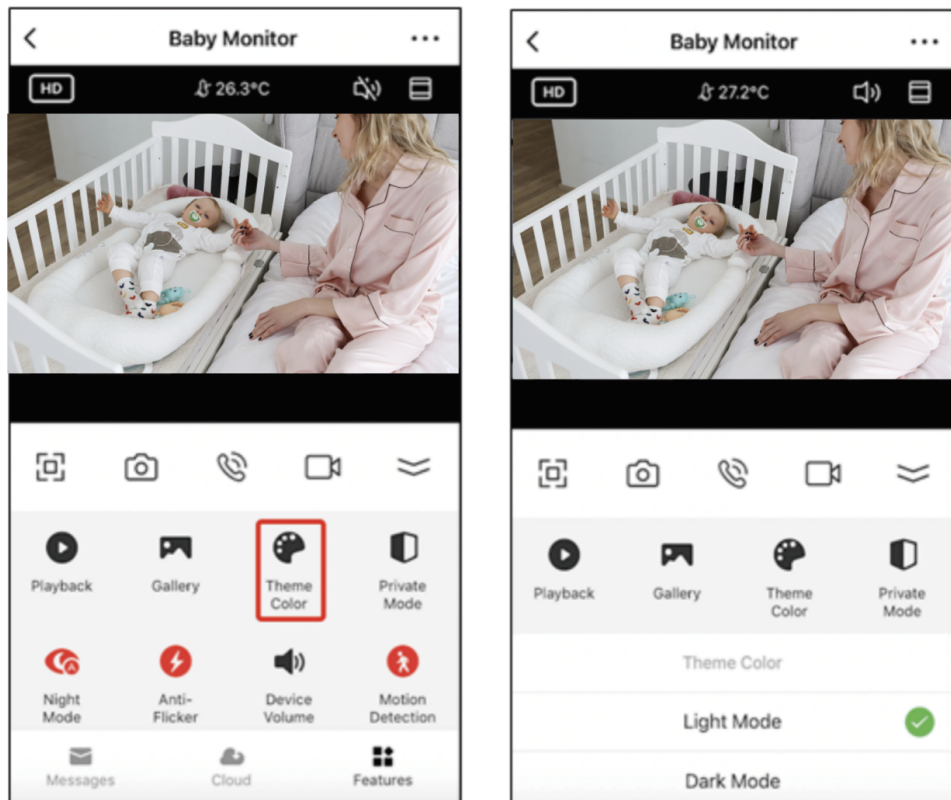 Baby Monitor
HD
26.3°C
Playback
Gallery
Theme
Color
Private
Mode
Night
Mode
Anti-
Flicker
Device
Volume
Motion
Detection
Messages
Cloud
Features
Baby Monitor
HD
27.2°C
Playback
Gallery
Theme
Color
Private
Mode
Theme Color
Light Mode
Dark Mode